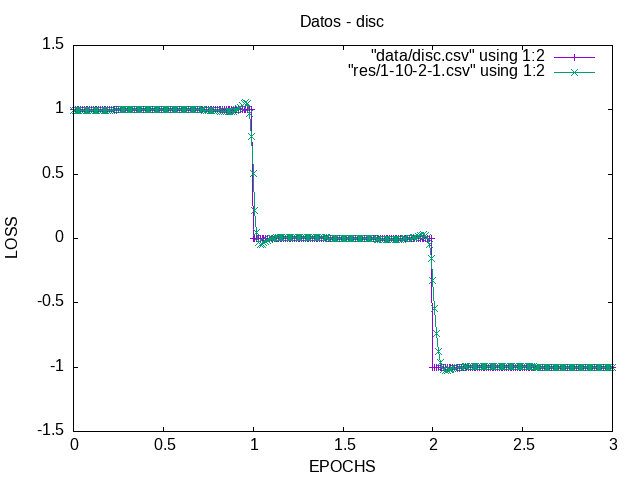 Datos - disc
"data/disc.csv" using 1:2
"res/1-10-2-1.csv" using 1:2
1.5
1
0.5
0
-0.5
-1
-1.5
LOSS
0
0.5
1
1.5
2
2.5
3
EPOCHS